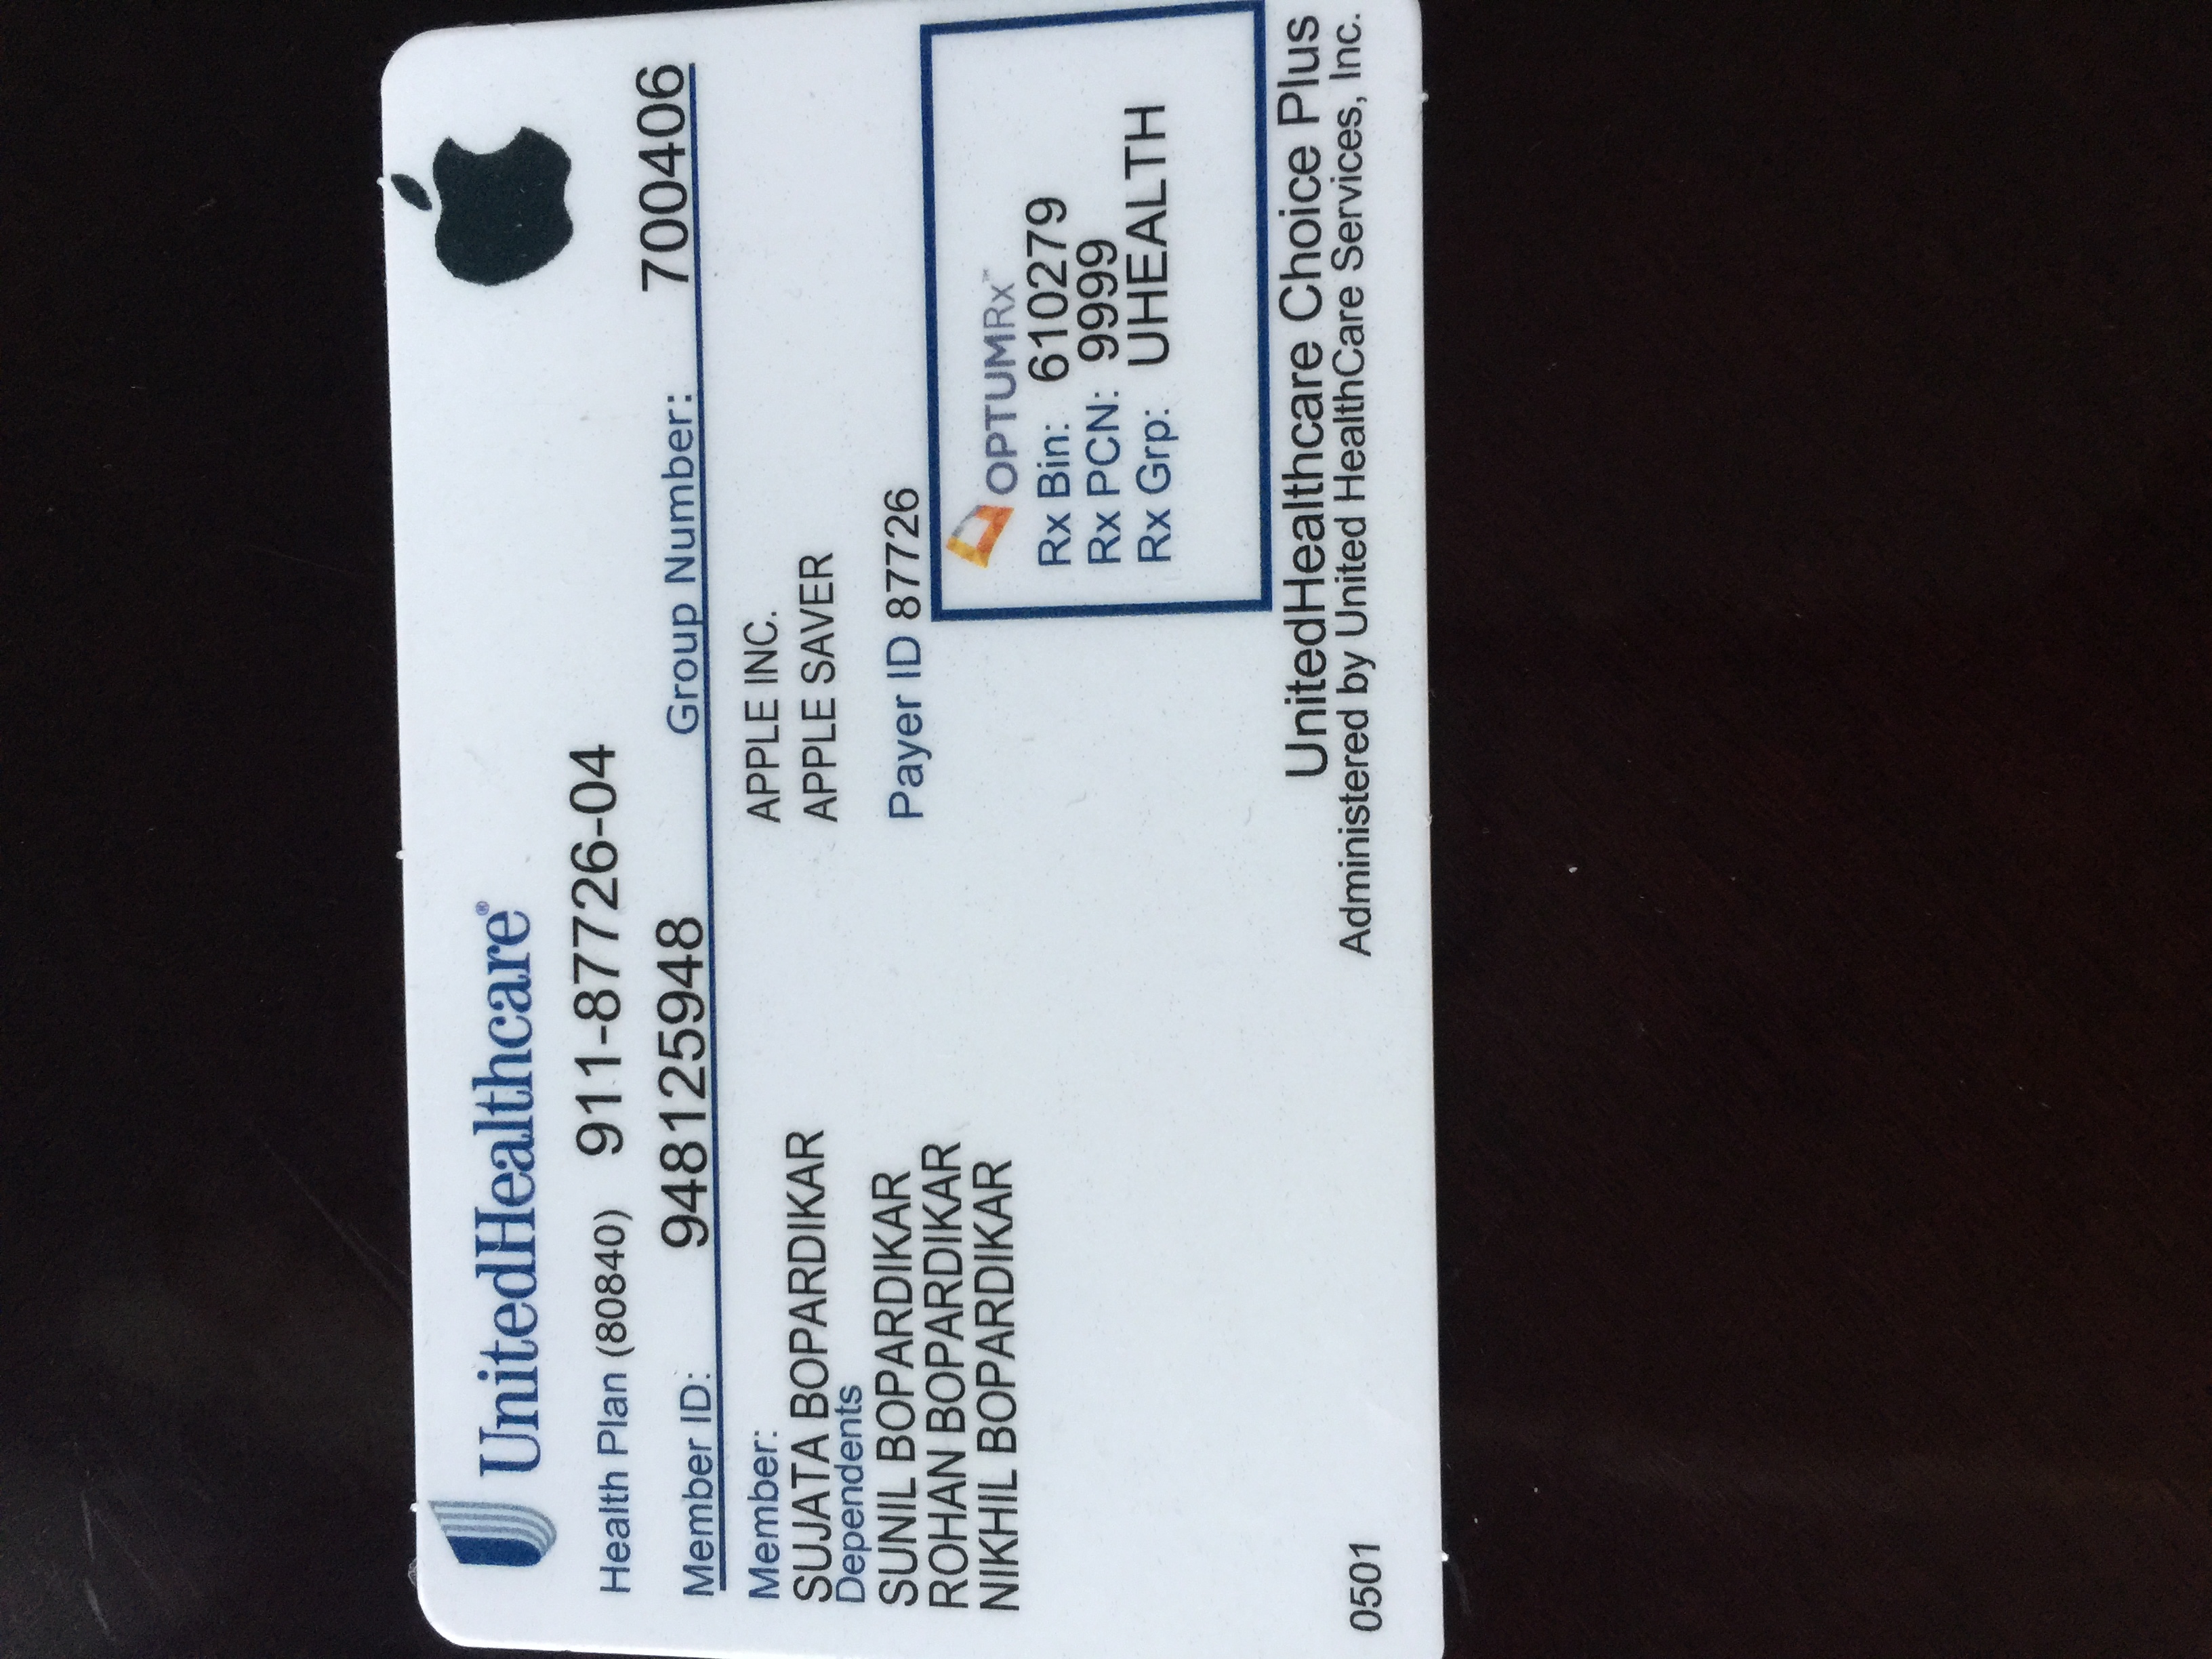 UnitedHealthcare®
Health Plan (80840) 911-87726-04
Member ID: 948125948 Group Number: 700406
Member:
SUJATA BOPARDIKAR
Dependents
SUNIL BOPARDIKAR
ROHAN BOPARDIKAR
NIKHIL BOPARDIKAR
APPLE INC.
APPLE SAVER
Payer ID 87726
OPTUMRx™
Rx Bin: 610279
Rx PCN: 9999
Rx Grp: UHEALTH
UnitedHealthcare Choice Plus
0501 Administered by United HealthCare Services, Inc.